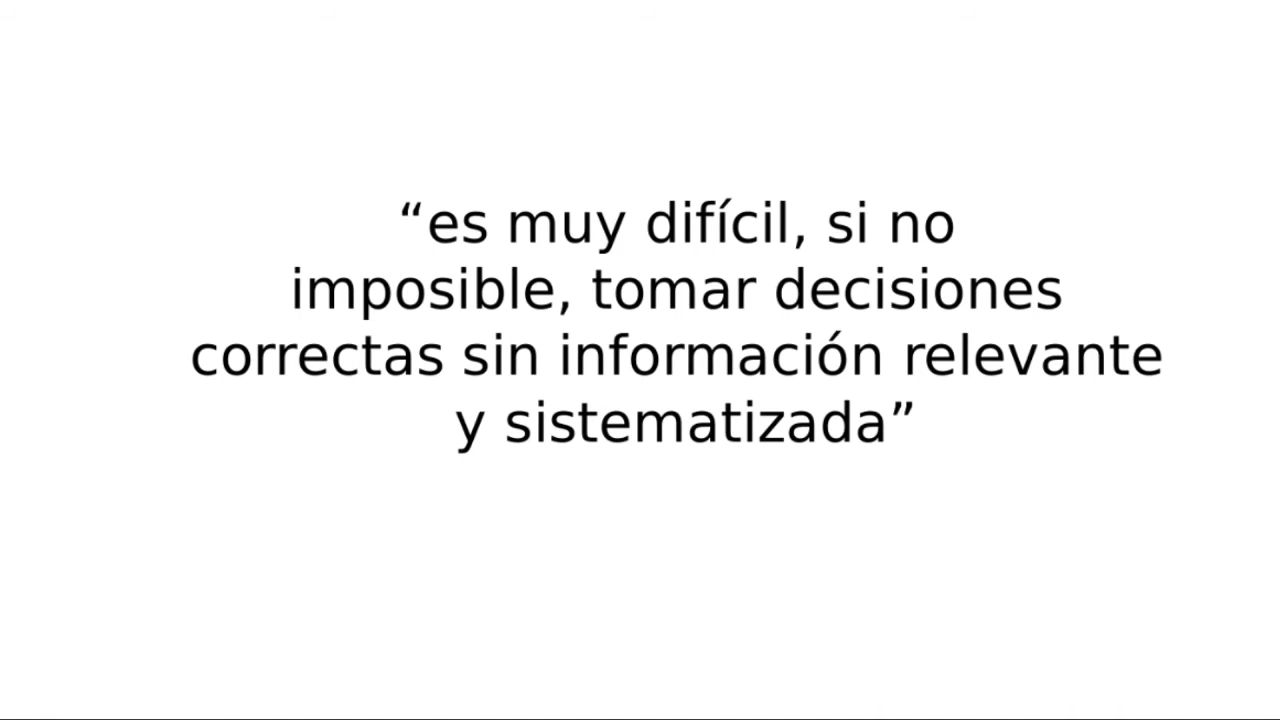 “es muy difícil, si no
imposible, tomar decisiones
correctas sin información relevante
y sistematizada”